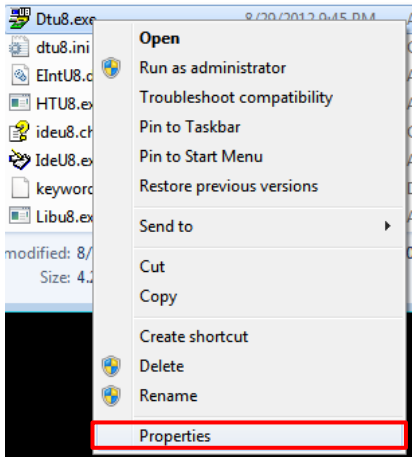 Dtu8.exe 8/29/2012 9:45 PM
dtu8.ini
EIntU8.d
HTU8.ex
ideu8.ch
IdeU8.ex
keyword
Libu8.ex
modified: 8/
Size: 4.2
Open
Run as administrator
Troubleshoot compatibility
Pin to Taskbar
Pin to Start Menu
Restore previous versions
Send to
Cut
Copy
Create shortcut
Delete
Rename
Properties